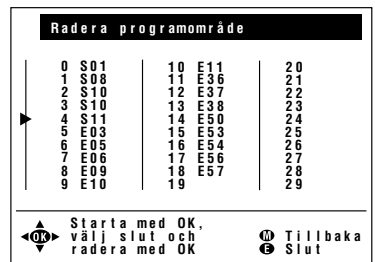 Radera programområde
0 S01 10 E11 20
1 S08 11 E36 21
2 S10 12 E37 22
3 S10 13 E38 23
4 S11 14 E50 24
5 E03 15 E53 25
6 E05 16 E54 26
7 E06 17 E56 27
8 E09 18 E57 28
9 E10 19 29
Starta med OK,
OK välj slut och M Tillbaka
radera med OK E Slut